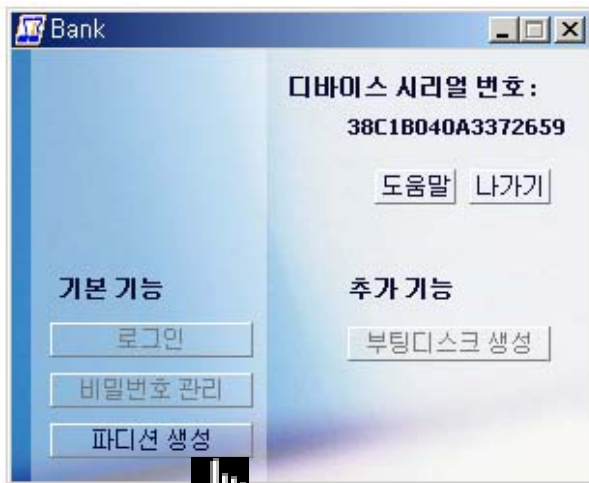 Bank
디바이스 시리얼 번호 :
38C1B040A3372659
도움말 나가기
기본 기능 추가 기능
로그인 부팅디스크 생성
비밀번호 관리
파디션 생성